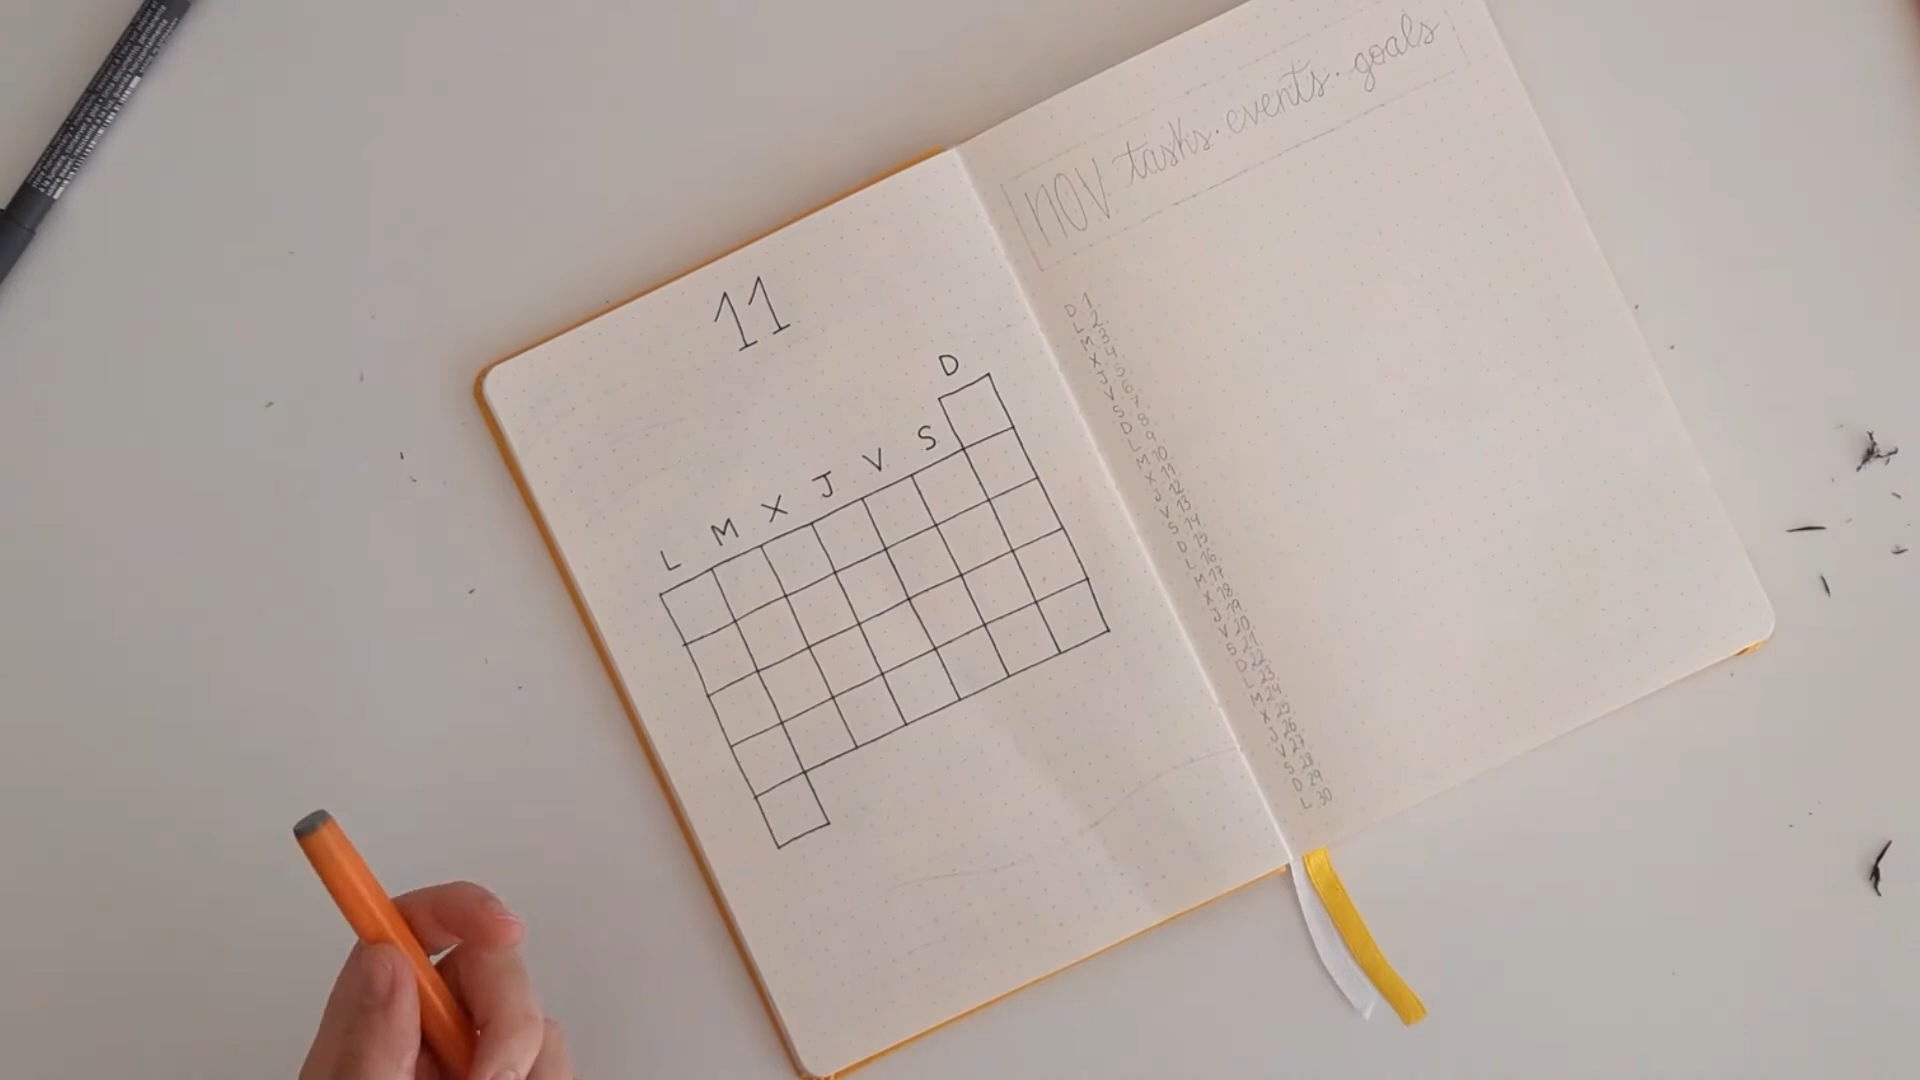 11
D
L M X J V S
NOV tasks. events. goals
D 1
L 2
M 3
X 4
J 5
V 6
S 7
D 8
L 9
M 10
X 11
J 12
V 13
S 14
D 15
L 16
M 17
X 18
J 19
V 20
S 21
D 22
L 23
M 24
X 25
J 26
V 27
S 28
D 29
L 30